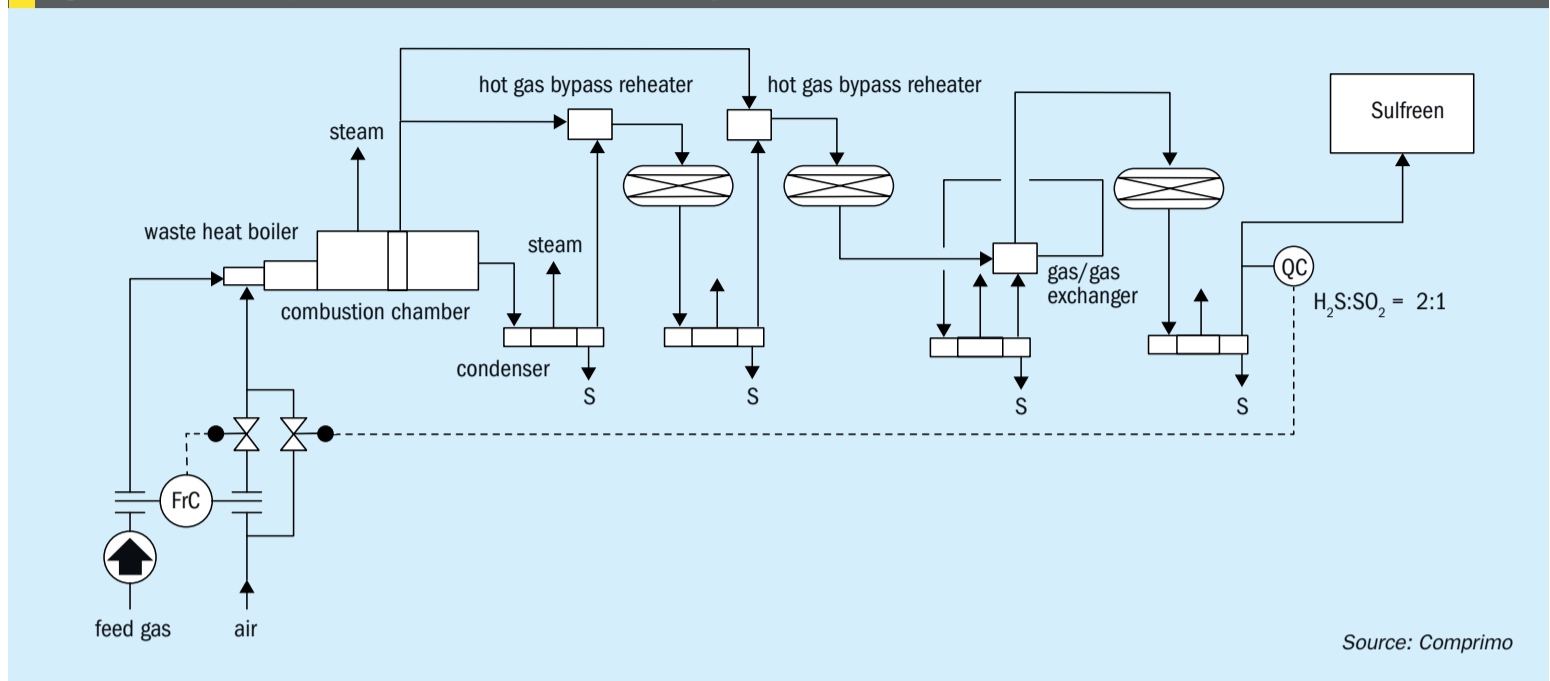 hot gas bypass reheater
hot gas bypass reheater
Sulfreen
steam
waste heat boiler
steam
combustion chamber
gas/gas
exchanger
QC
H₂S:SO₂ = 2:1
condenser
S
S
S
S
FrC
feed gas
air
Source: Comprimo